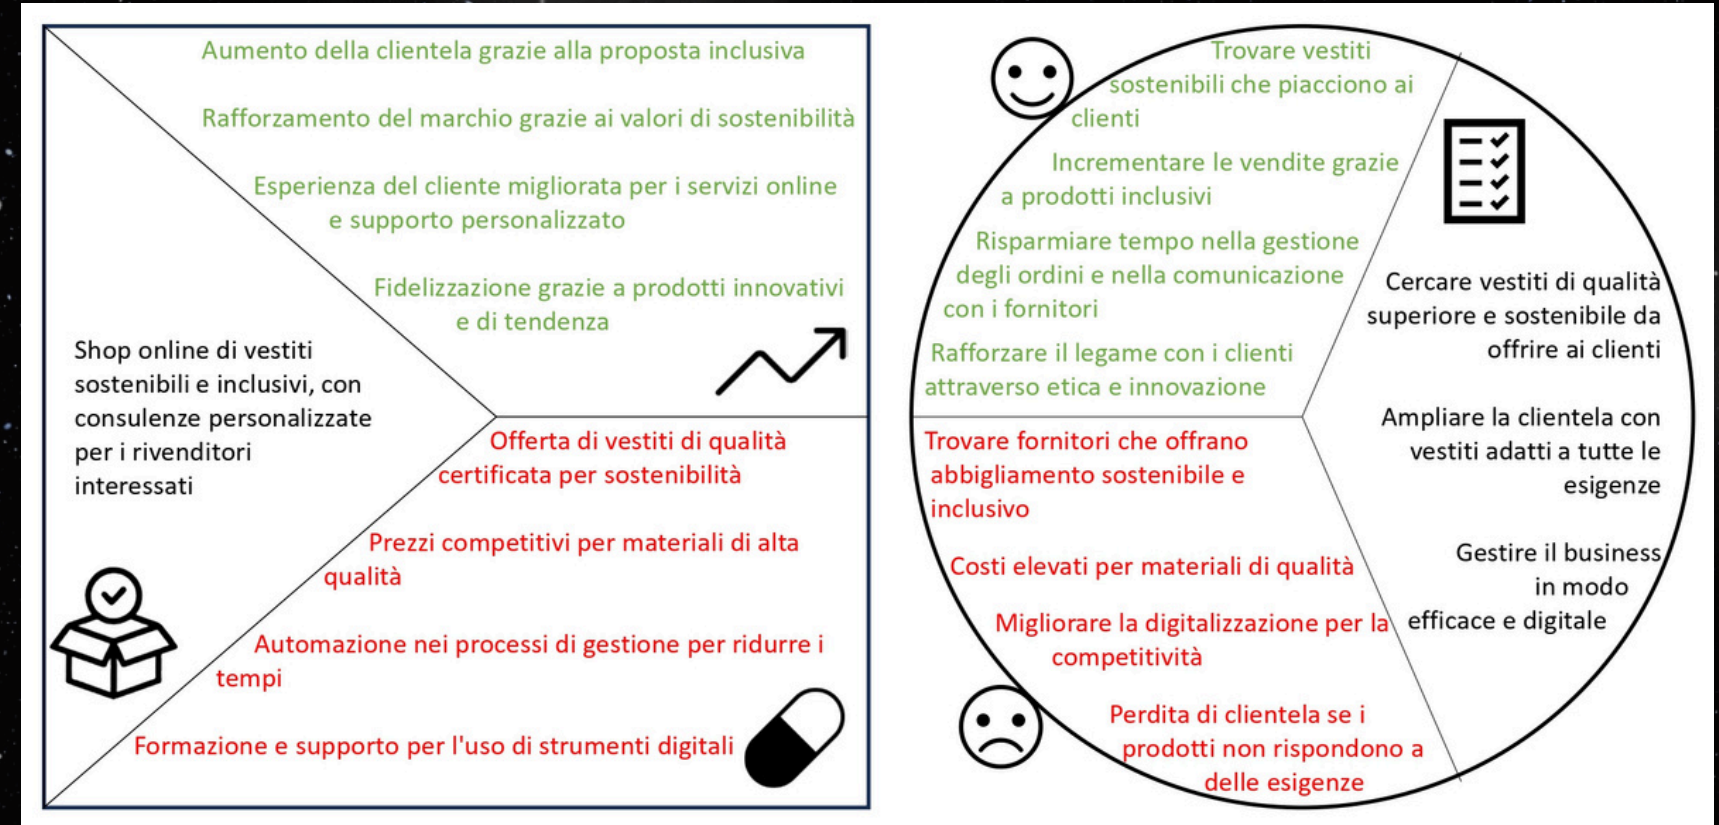 Aumento della clientela grazie alla proposta inclusiva
Rafforzamento del marchio grazie ai valori di sostenibilità
Esperienza del cliente migliorata per i servizi online
e supporto personalizzato
Fidelizzazione grazie a prodotti innovativi
e di tendenza
Shop online di vestiti
sostenibili e inclusivi, con
consulenze personalizzate
per i rivenditori
interessati
Offerta di vestiti di qualità
certificata per sostenibilità
Prezzi competitivi per materiali di alta
qualità
Automazione nei processi di gestione per ridurre i
tempi
Formazione e supporto per l'uso di strumenti digitali
Trovare vestiti
sostenibili che piacciono ai
clienti
Incrementare le vendite grazie
a prodotti inclusivi
Risparmiare tempo nella gestione
degli ordini e nella comunicazione
con i fornitori
Rafforzare il legame con i clienti
attraverso etica e innovazione
Cercare vestiti di qualità
superiore e sostenibile da
offrire ai clienti
Ampliare la clientela con
vestiti adatti a tutte le
esigenze
Gestire il business
in modo
efficace e digitale
Trovare fornitori che offrano
abbigliamento sostenibile e
inclusivo
Costi elevati per materiali di qualità
Migliorare la digitalizzazione per la
competitività
Perdita di clientela se i
prodotti non rispondono a
delle esigenze